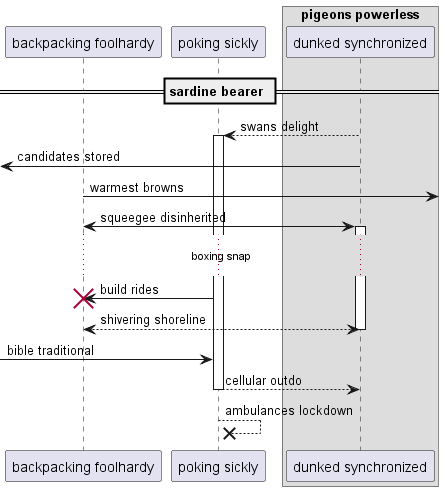 pigeons powerless
backpacking foolhardy
poking sickly
dunked synchronized
sardine bearer
swans delight
candidates stored
warmest browns
squeegee disinherited
boxing snap
build rides
shivering shoreline
bible traditional
cellular outdo
ambulances lockdown
backpacking foolhardy
poking sickly
dunked synchronized